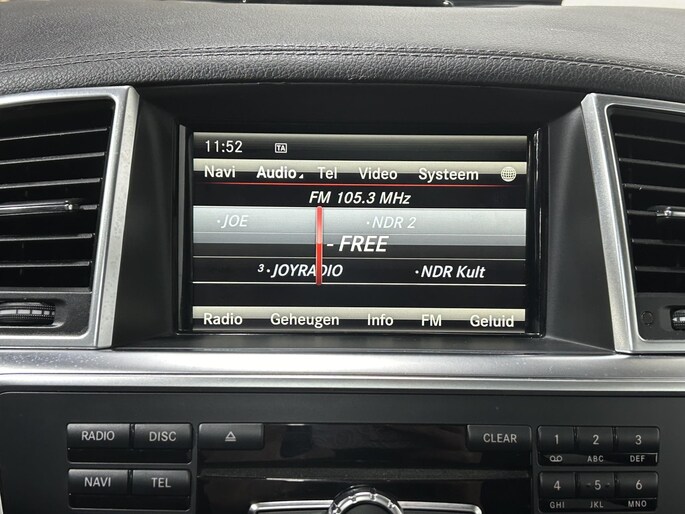 11:52 TA
Navi Audio Tel Video Systeem
FM 105.3 MHz
·JOE ·NDR 2
- FREE
3 ·JOYRADIO ·NDR Kult
Radio Geheugen Info FM Geluid
RADIO DISC CLEAR 1 2 3
ABC DEF
NAVI TEL 4 5 6
GHI JKL MNO